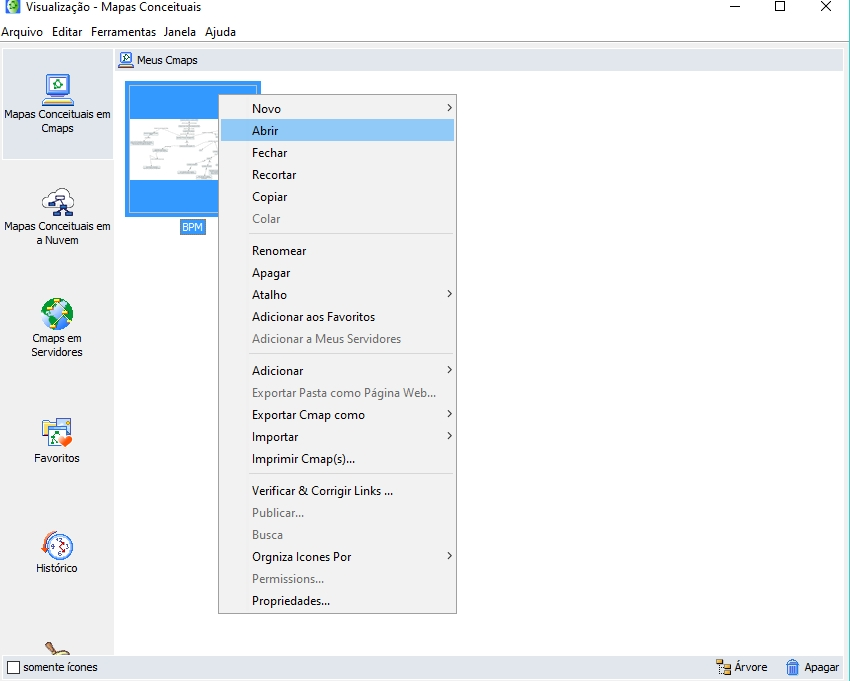 Visualização - Mapas Conceituais
Arquivo Editar Ferramentas Janela Ajuda
Meus Cmaps
Mapas Conceituais em
Cmaps
Mapas Conceituais em
a Nuvem
Cmaps em
Servidores
Favoritos
Histórico
BPM
Novo
Abrir
Fechar
Recortar
Copiar
Colar
Renomear
Apagar
Atalho
Adicionar aos Favoritos
Adicionar a Meus Servidores
Adicionar
Exportar Pasta como Página Web...
Exportar Cmap como
Importar
Imprimir Cmap(s)...
Verificar & Corrigir Links ...
Publicar...
Busca
Orgniza Icones Por
Permissions...
Propriedades...
somente ícones
Árvore
Apagar